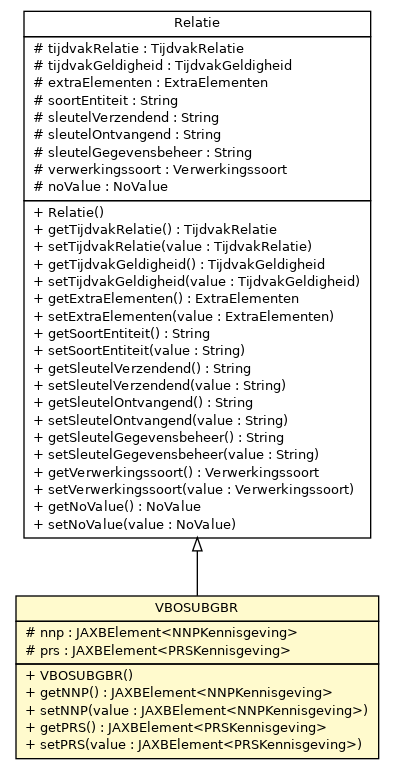 Relatie
# tijdvakRelatie : TijdvakRelatie
# tijdvakGeldigheid : TijdvakGeldigheid
# extraElementen : ExtraElementen
# soortEntiteit : String
# sleutelVerzendend : String
# sleutelOntvangend : String
# sleutelGegevensbeheer : String
# verwerkingssoort : Verwerkingssoort
# noValue : NoValue
+ Relatie()
+ getTijdvakRelatie() : TijdvakRelatie
+ setTijdvakRelatie(value : TijdvakRelatie)
+ getTijdvakGeldigheid() : TijdvakGeldigheid
+ setTijdvakGeldigheid(value : TijdvakGeldigheid)
+ getExtraElementen() : ExtraElementen
+ setExtraElementen(value : ExtraElementen)
+ getSoortEntiteit() : String
+ setSoortEntiteit(value : String)
+ getSleutelVerzendend() : String
+ setSleutelVerzendend(value : String)
+ getSleutelOntvangend() : String
+ setSleutelOntvangend(value : String)
+ getSleutelGegevensbeheer() : String
+ setSleutelGegevensbeheer(value : String)
+ getVerwerkingssoort() : Verwerkingssoort
+ setVerwerkingssoort(value : Verwerkingssoort)
+ getNoValue() : NoValue
+ setNoValue(value : NoValue)
VBOSUBGBR
# nnp : JAXBElement<NNPKennisgeving>
# prs : JAXBElement<PRSKennisgeving>
+ VBOSUBGBR()
+ getNNP() : JAXBElement<NNPKennisgeving>
+ setNNP(value : JAXBElement<NNPKennisgeving>)
+ getPRS() : JAXBElement<PRSKennisgeving>
+ setPRS(value : JAXBElement<PRSKennisgeving>)